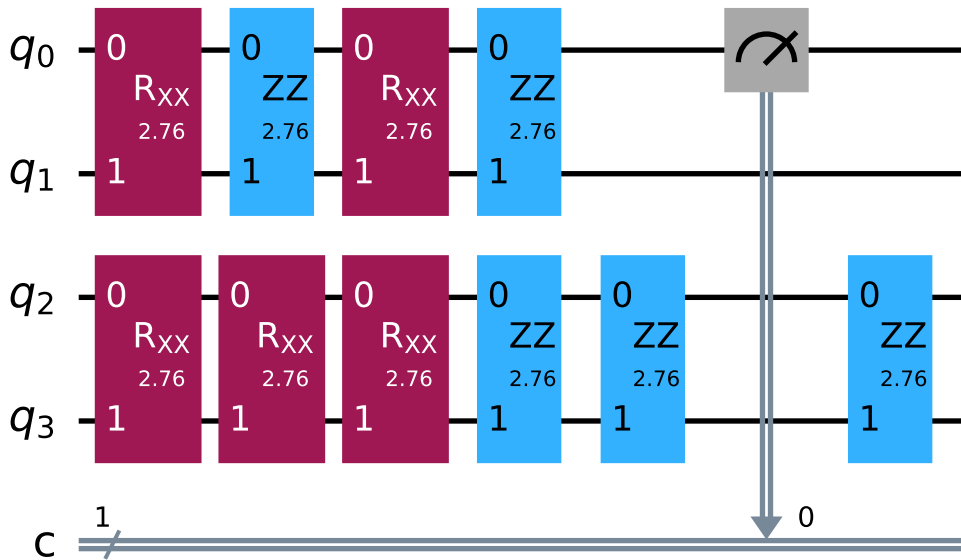 q0 0 0 0 0
RXX ZZ RXX ZZ
2.76 2.76 2.76 2.76
q1 1 1 1 1
q2 0 0 0 0 0 0
RXX RXX RXX ZZ ZZ ZZ
2.76 2.76 2.76 2.76 2.76 2.76
q3 1 1 1 1 1 1
1 0
c